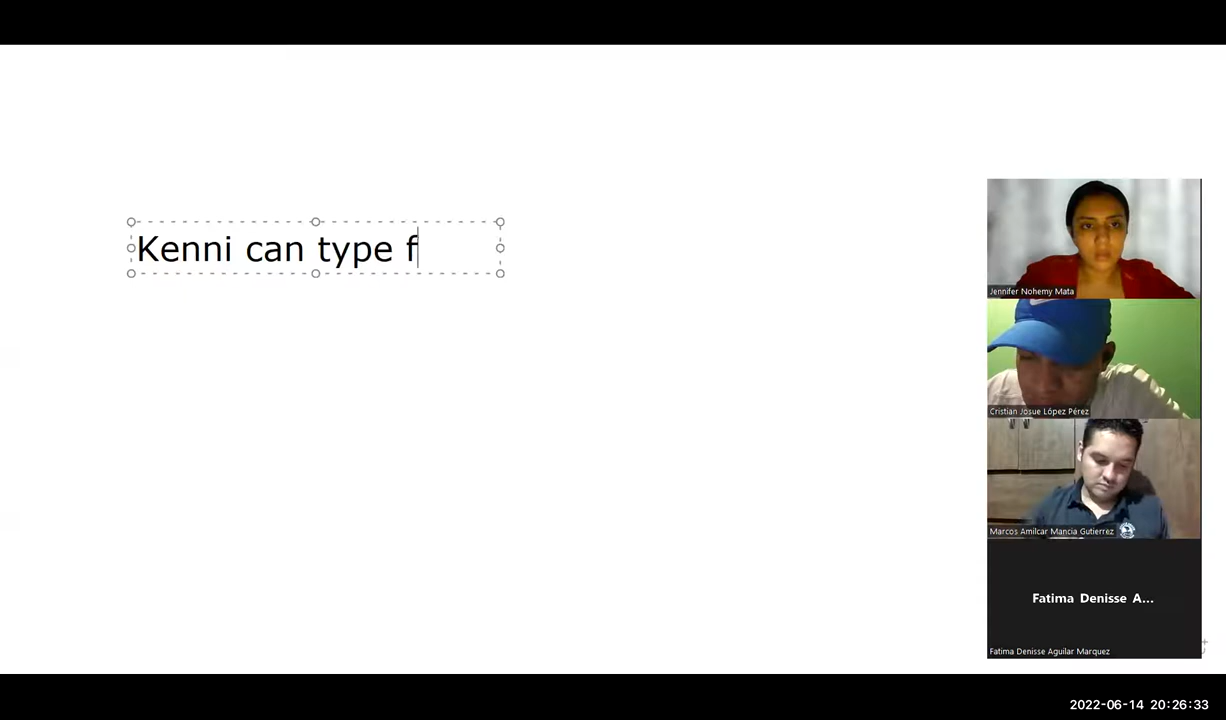 Kenni can type f
Jennifer Nohemy Mata
Cristian Josue López Pérez
Marcos Amilcar Mancia Gutierrez
Fatima Denisse A...
Fatima Denisse Aguilar Marquez
2022-06-14 20:26:33